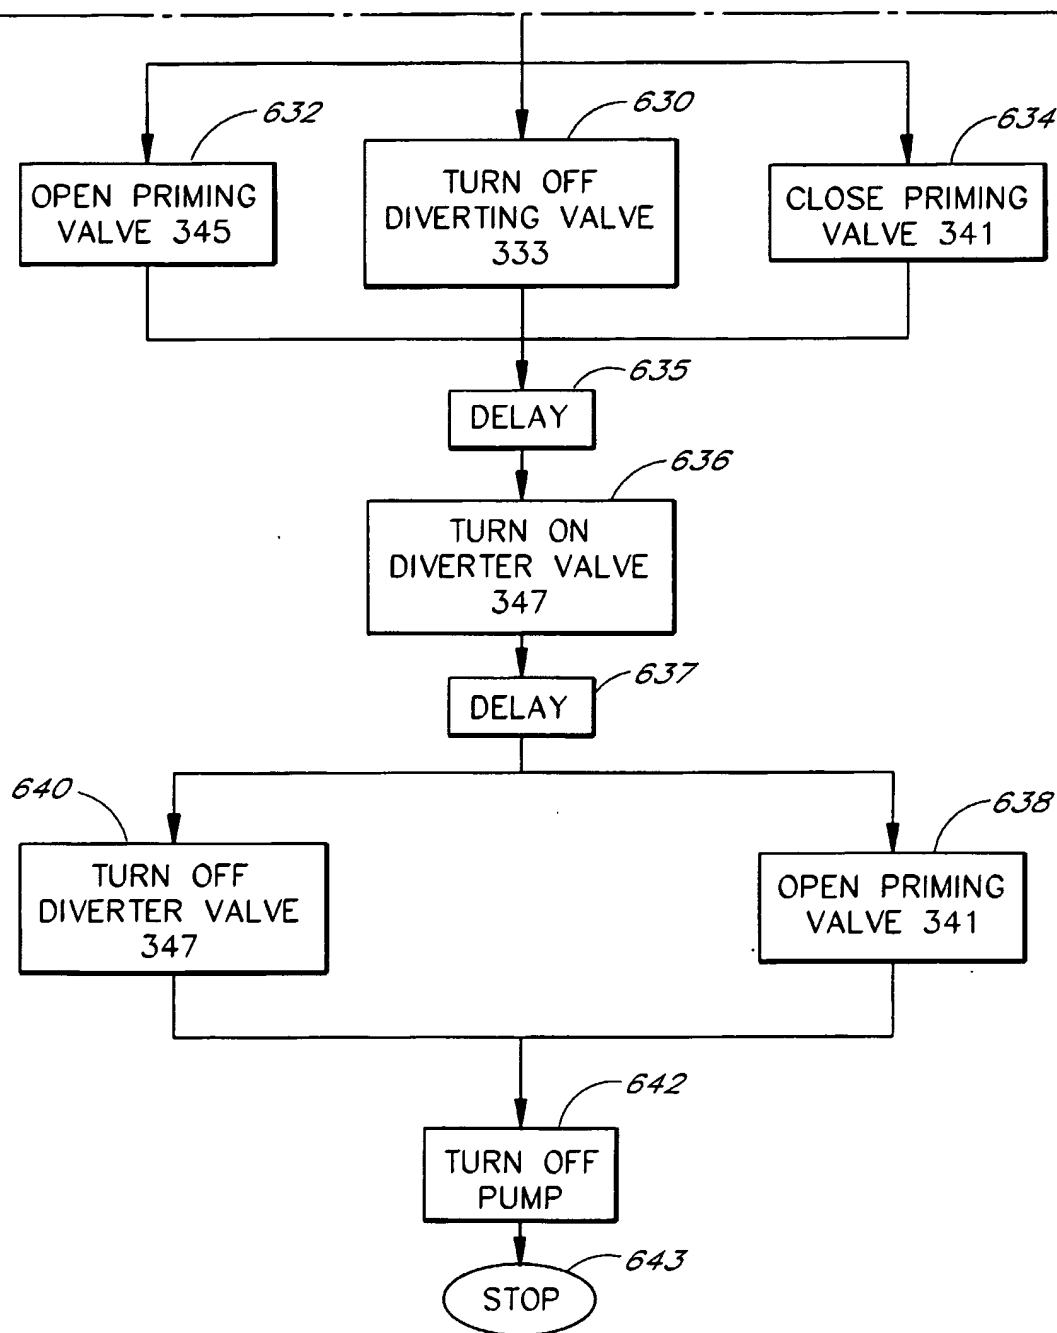 632
630
634
OPEN PRIMING
VALVE 345
TURN OFF
DIVERTING VALVE
333
CLOSE PRIMING
VALVE 341
635
DELAY
636
TURN ON
DIVERTER VALVE
347
637
DELAY
640
638
TURN OFF
DIVERTER VALVE
347
OPEN PRIMING
VALVE 341
642
TURN OFF
PUMP
643
STOP